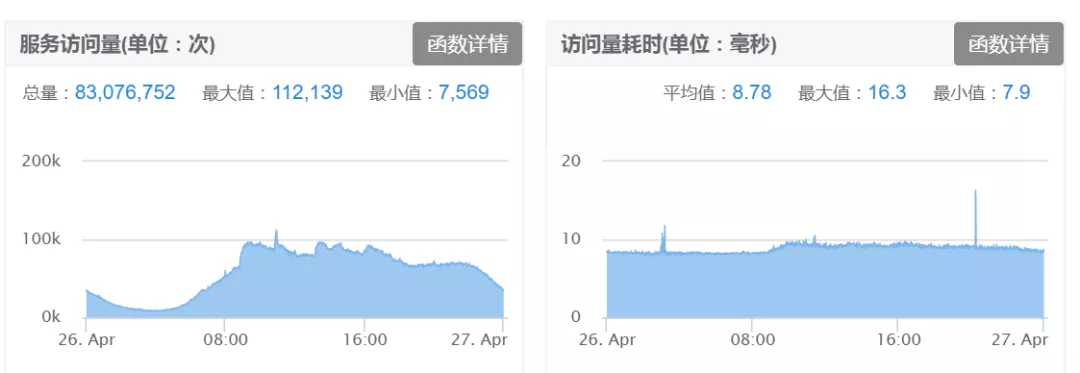 服务访问量(单位：次)
函数详情
总量：83,076,752 最大值：112,139 最小值：7,569
200k
100k
0k
26. Apr 08:00 16:00 27. Apr
访问量耗时(单位：毫秒)
函数详情
平均值：8.78 最大值：16.3 最小值：7.9
20
10
0
26. Apr 08:00 16:00 27. Apr